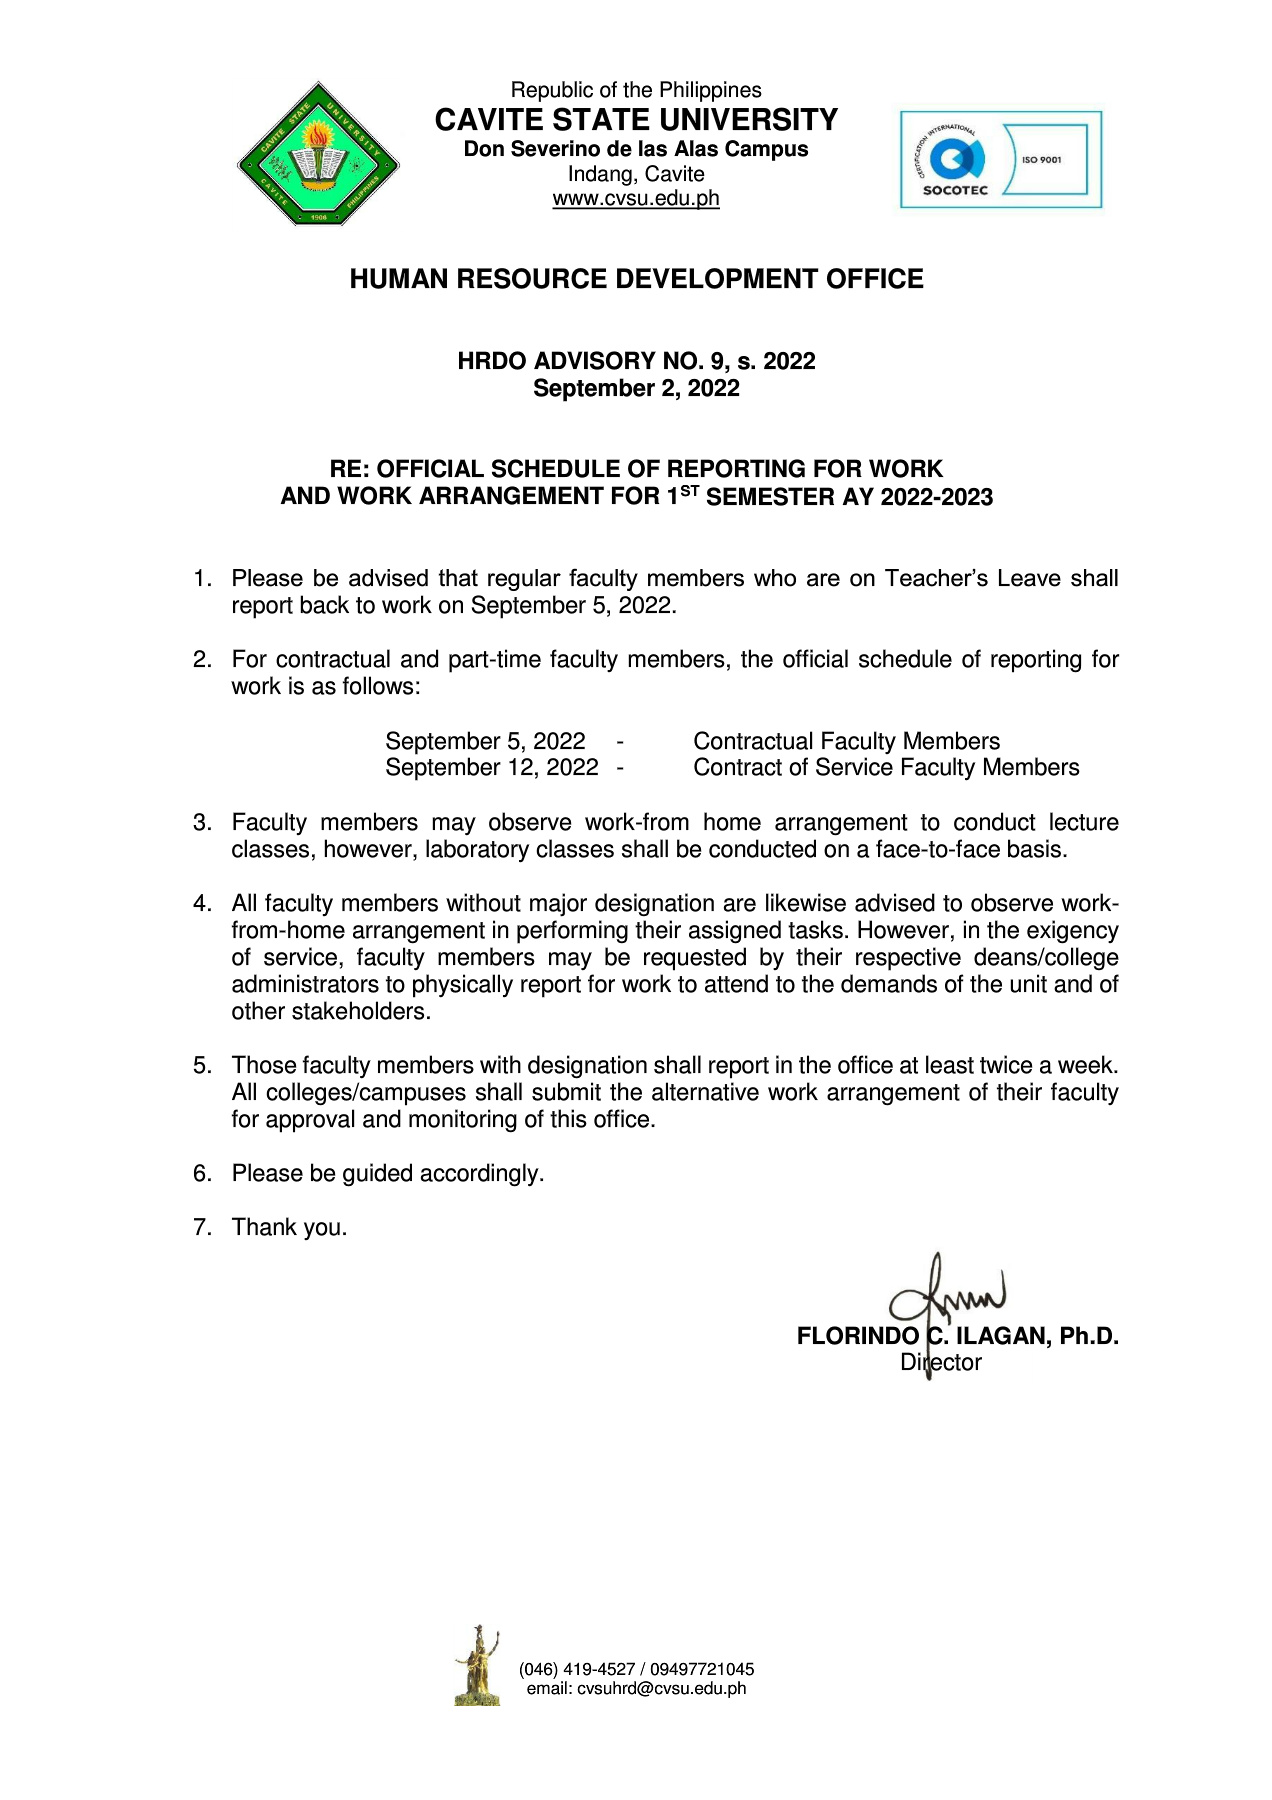 Republic of the Philippines
CAVITE STATE UNIVERSITY
Don Severino de las Alas Campus
Indang, Cavite
www.cvsu.edu.ph
CAVITE STATE UNIVERSITY
CAVITE PHILIPPINES
1906
CERTIFICATION INTERNATIONAL
SOCOTEC
ISO 9001
HUMAN RESOURCE DEVELOPMENT OFFICE
HRDO ADVISORY NO. 9, s. 2022
September 2, 2022
RE: OFFICIAL SCHEDULE OF REPORTING FOR WORK
AND WORK ARRANGEMENT FOR 1ST SEMESTER AY 2022-2023
1. Please be advised that regular faculty members who are on Teacher’s Leave shall
report back to work on September 5, 2022.
2. For contractual and part-time faculty members, the official schedule of reporting for
work is as follows:
September 5, 2022 - Contractual Faculty Members
September 12, 2022 - Contract of Service Faculty Members
3. Faculty members may observe work-from home arrangement to conduct lecture
classes, however, laboratory classes shall be conducted on a face-to-face basis.
4. All faculty members without major designation are likewise advised to observe work-
from-home arrangement in performing their assigned tasks. However, in the exigency
of service, faculty members may be requested by their respective deans/college
administrators to physically report for work to attend to the demands of the unit and of
other stakeholders.
5. Those faculty members with designation shall report in the office at least twice a week.
All colleges/campuses shall submit the alternative work arrangement of their faculty
for approval and monitoring of this office.
6. Please be guided accordingly.
7. Thank you.
FLORINDO C. ILAGAN, Ph.D.
Director
(046) 419-4527 / 09497721045
email: cvsuhrd@cvsu.edu.ph